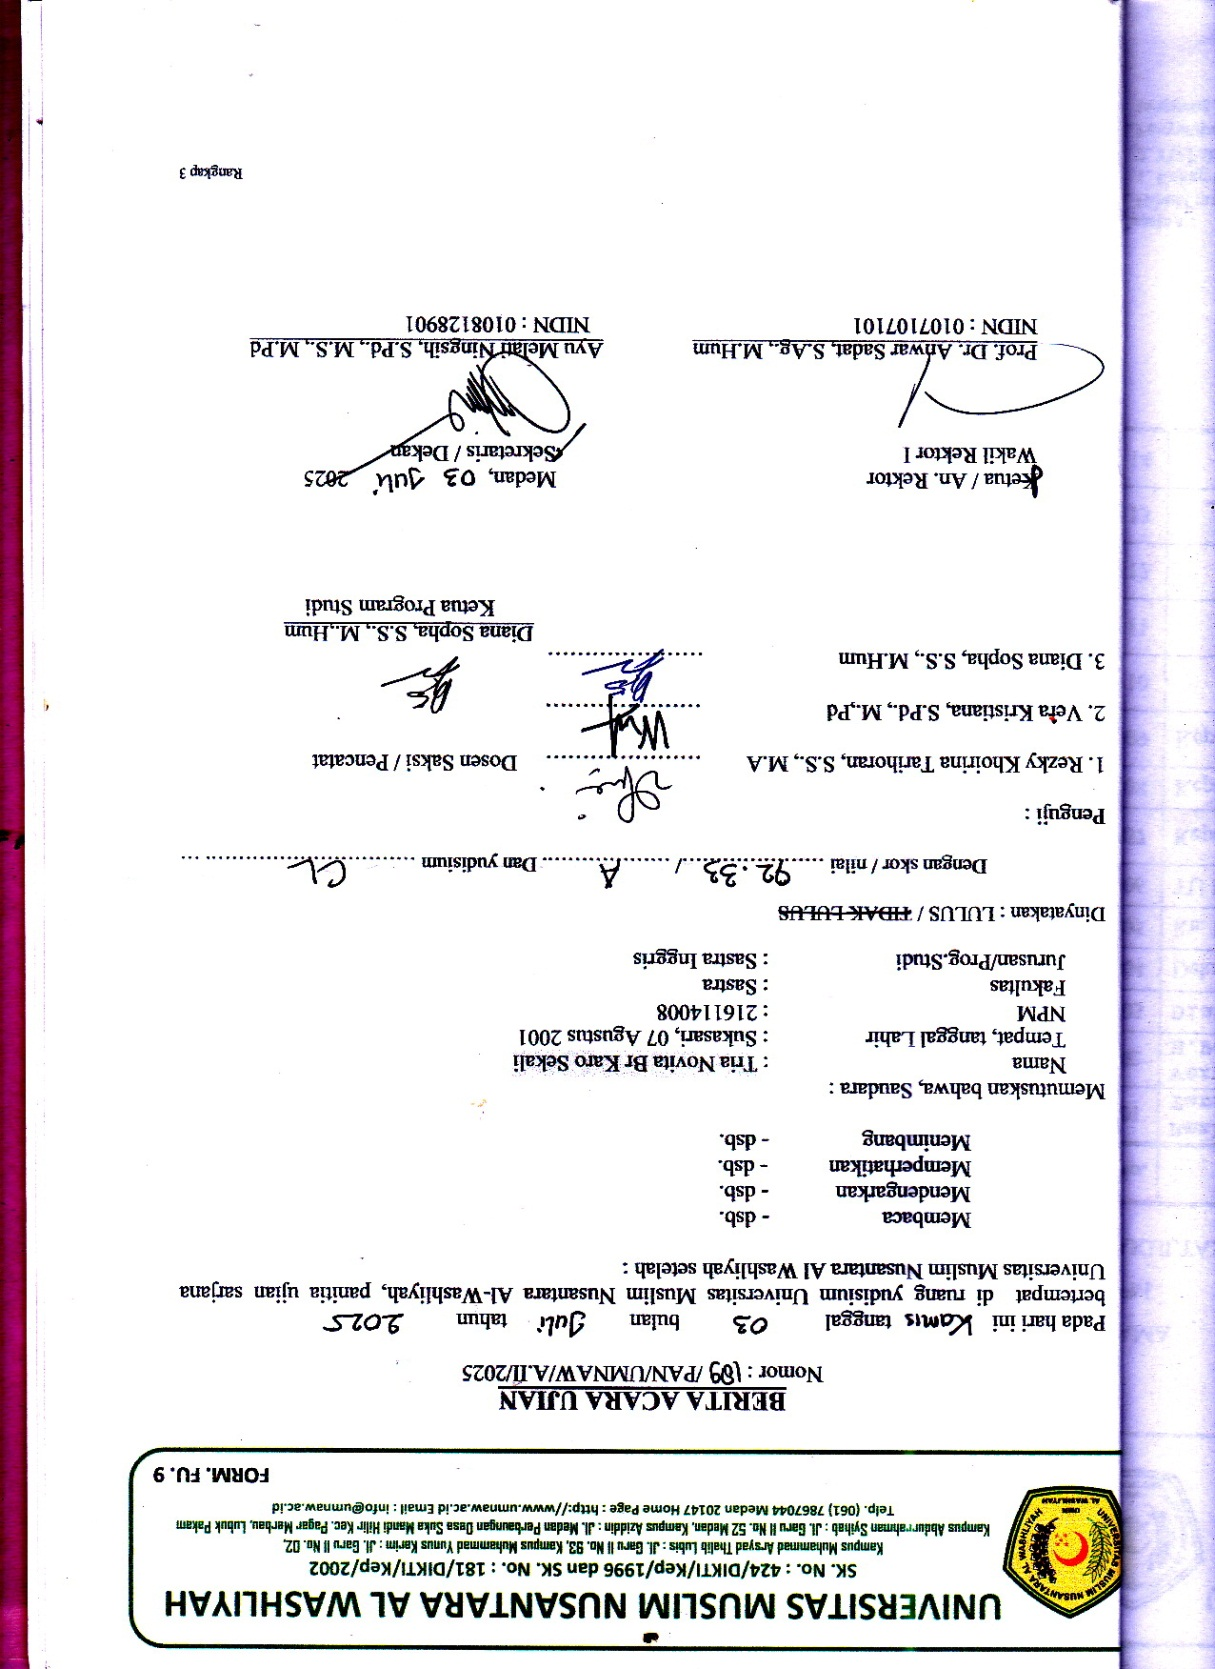 UNIVERSITAS MUSLIM NUSANTARA AL WASHLIYAH
SK. No. : 424/DIKTI/Kep/1996 dan SK. No. : 181/DIKTI/Kep/2002
Kampus Muhammad Arsyad Thalib Lubis : Jl. Garu II No. 93, Kampus Muhammad Yunus Karim : Jl. Garu II No. 02,
Kampus Abdurrahman Syihab : Jl. Garu II No. 52 Medan, Kampus Aziddin : Jl. Medan Perbaungan Desa Suka Mandi Hilir Kec. Pagar Merbau, Lubuk Pakam
Telp. (061) 7867044 Medan 20147 Home Page : http://www.umnaw.ac.id Email : info@umnaw.ac.id
FORM. FU. 9
UNIVERSITAS MUSLIM NUSANTARA AL WASHLIYAH
UMN
AL WASHLIYAH
BERITA ACARA UJIAN
Nomor : 189 /PAN/UMNAW/A.II/2025
Pada hari ini Kamis tanggal 03 bulan Juli tahun 2025
bertempat di ruang yudisium Universitas Muslim Nusantara Al-Washliyah, panitia ujian sarjana
Universitas Muslim Nusantara Al Washliyah setelah :
Membaca - dsb.
Mendengarkan - dsb.
Memperhatikan - dsb.
Menimbang - dsb.
Memutuskan bahwa, Saudara :
Nama : Tria Novita Br Karo Sekali
Tempat, tanggal Lahir : Sukasari, 07 Agustus 2001
NPM : 216114008
Fakultas : Sastra
Jurusan/Prog.Studi : Sastra Inggris
Dinyatakan : LULUS / TIDAK LULUS
Dengan skor / nilai 92.33 / A Dan yudisium CL
Penguji :
1. Rezky Khoirina Tarihoran, S.S., M.A Dosen Saksi / Pencatat
2. Vera Kristiana, S.Pd., M.,Pd
3. Diana Sopha, S.S., M.Hum
Diana Sopha, S.S., M.,Hum
Ketua Program Studi
Ketua / An. Rektor Medan, 03 Juli 2025
Wakil Rektor I Sekretaris / Dekan
Prof. Dr. Anwar Sadat, S.Ag., M.Hum Ayu Melati Ningsih, S.Pd., M.S., M.Pd
NIDN : 0107107101 NIDN : 0108128901
Rangkap 3